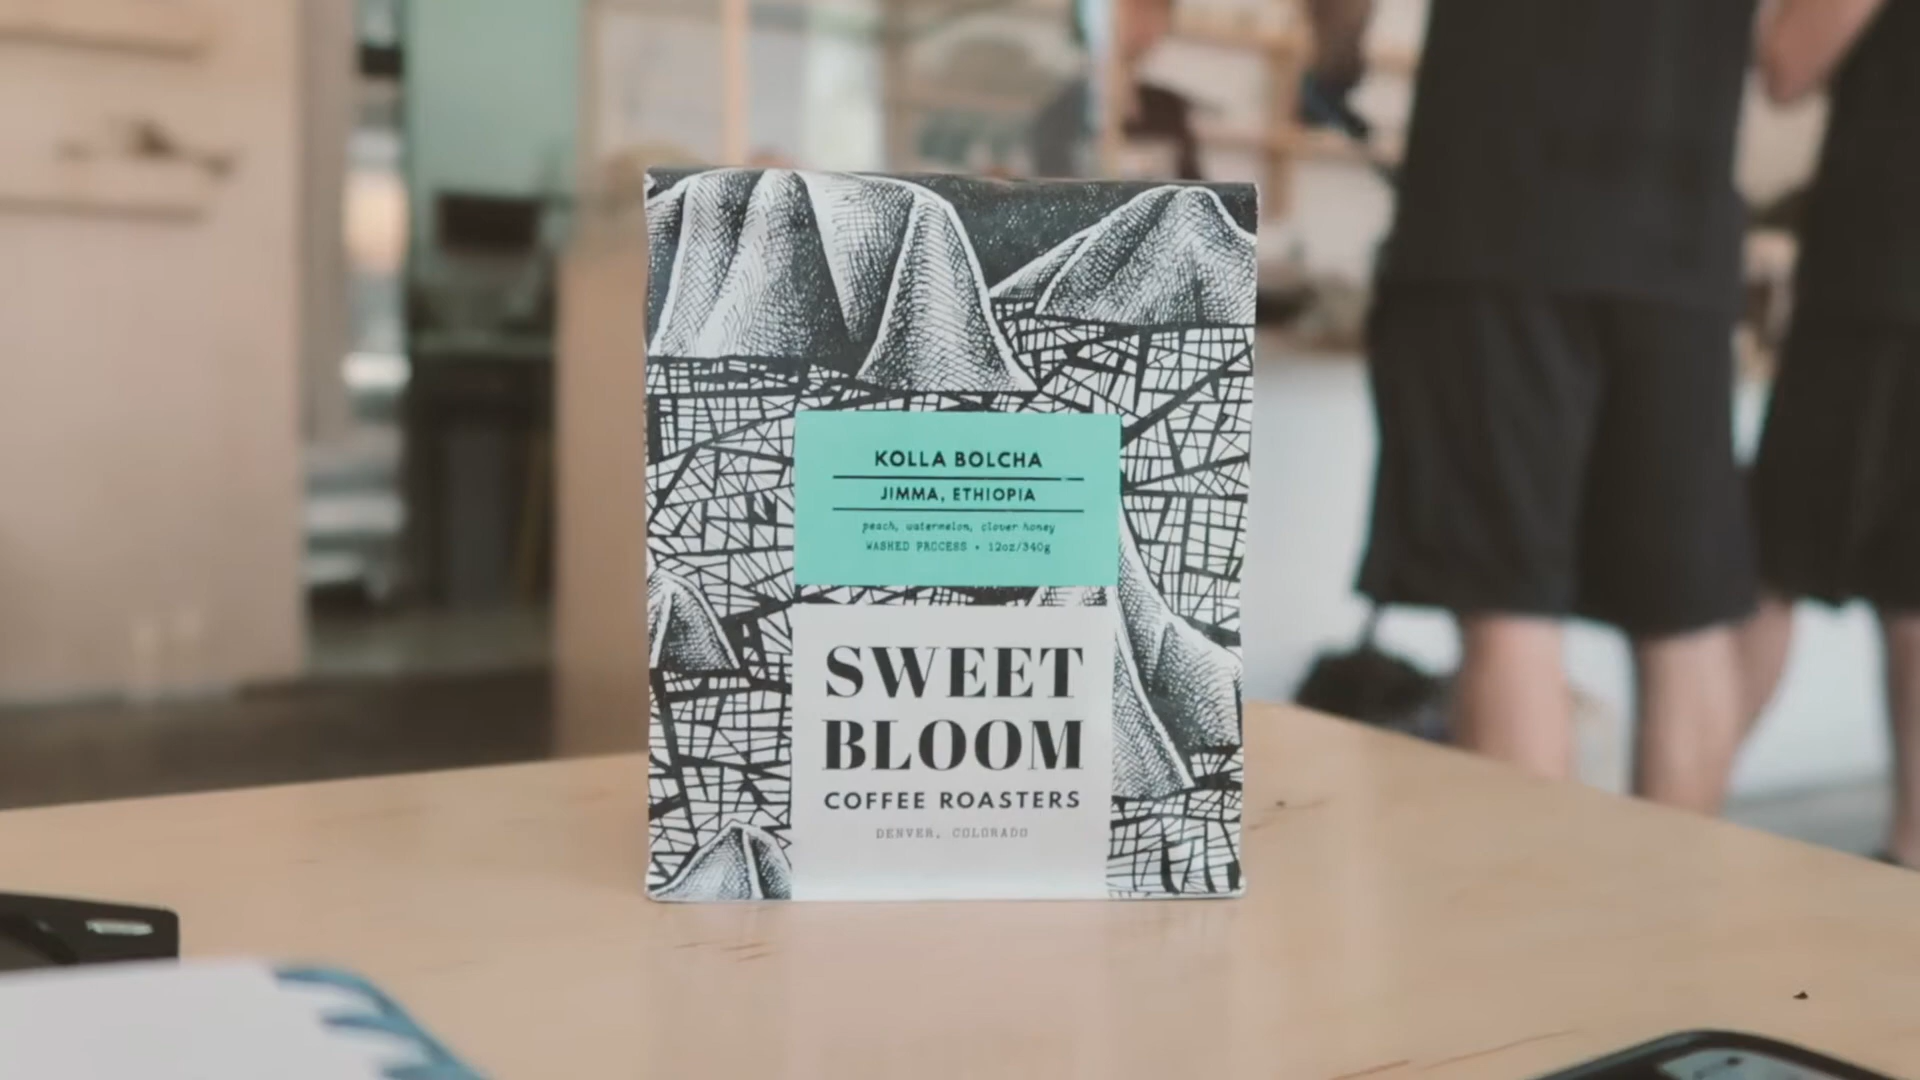 KOLLA BOLCHA
JIMMA, ETHIOPIA
peach, watermelon, clover honey
WASHED PROCESS • 12oz/340g
SWEET
BLOOM
COFFEE ROASTERS
DENVER, COLORADO